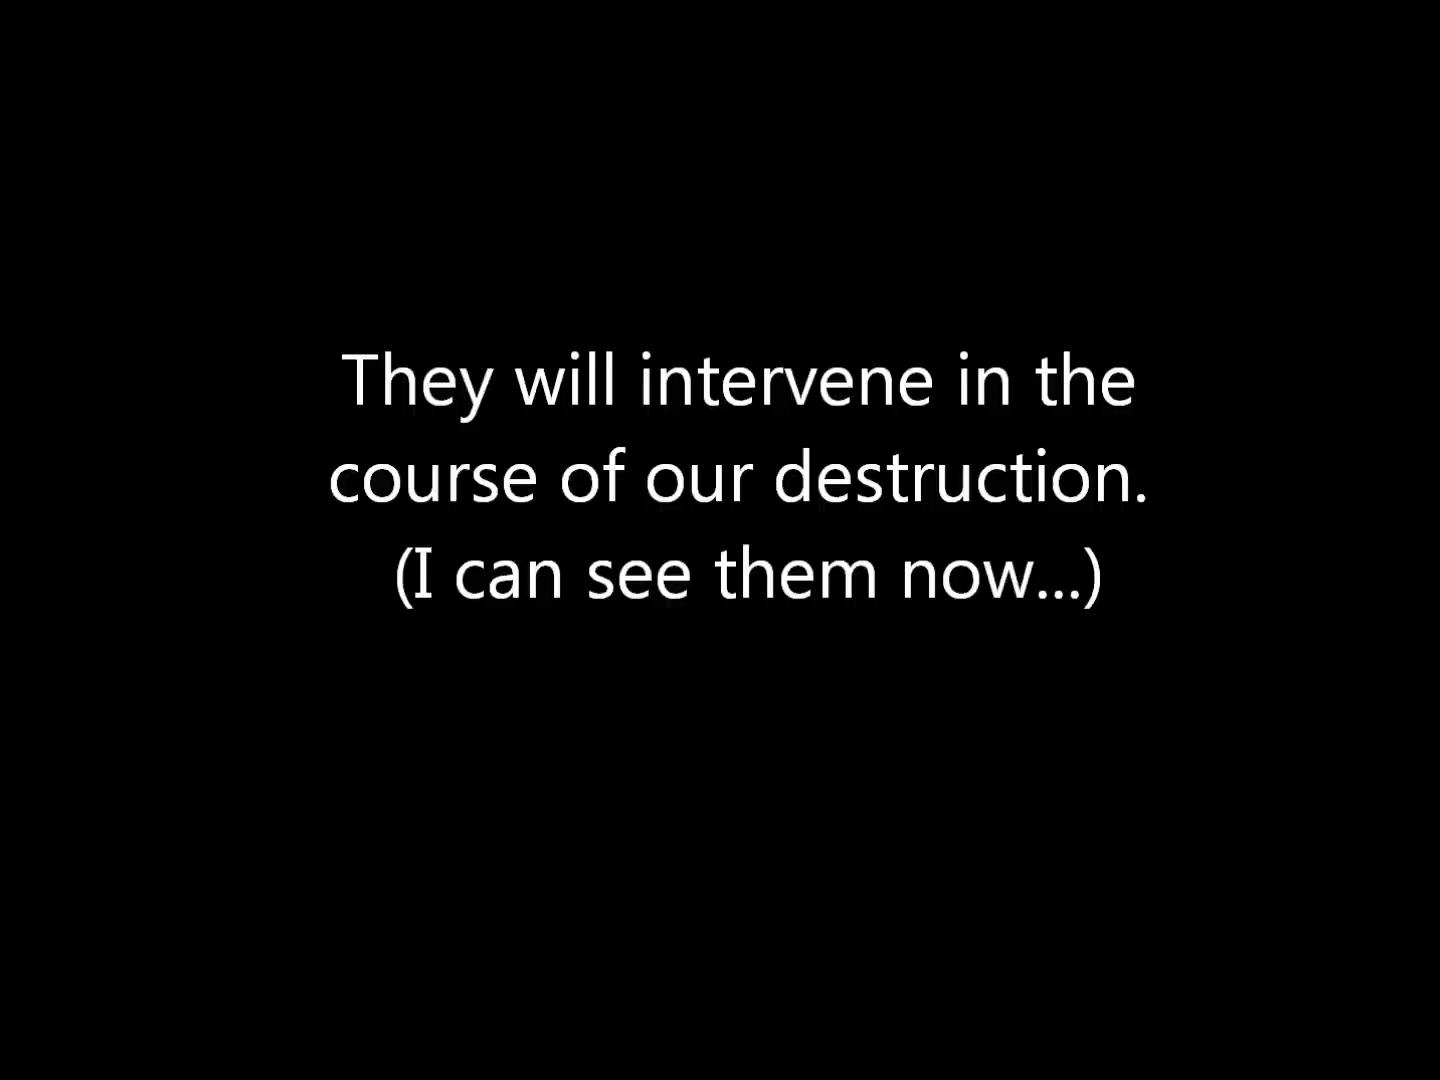 They will intervene in the
course of our destruction.
(I can see them now...)